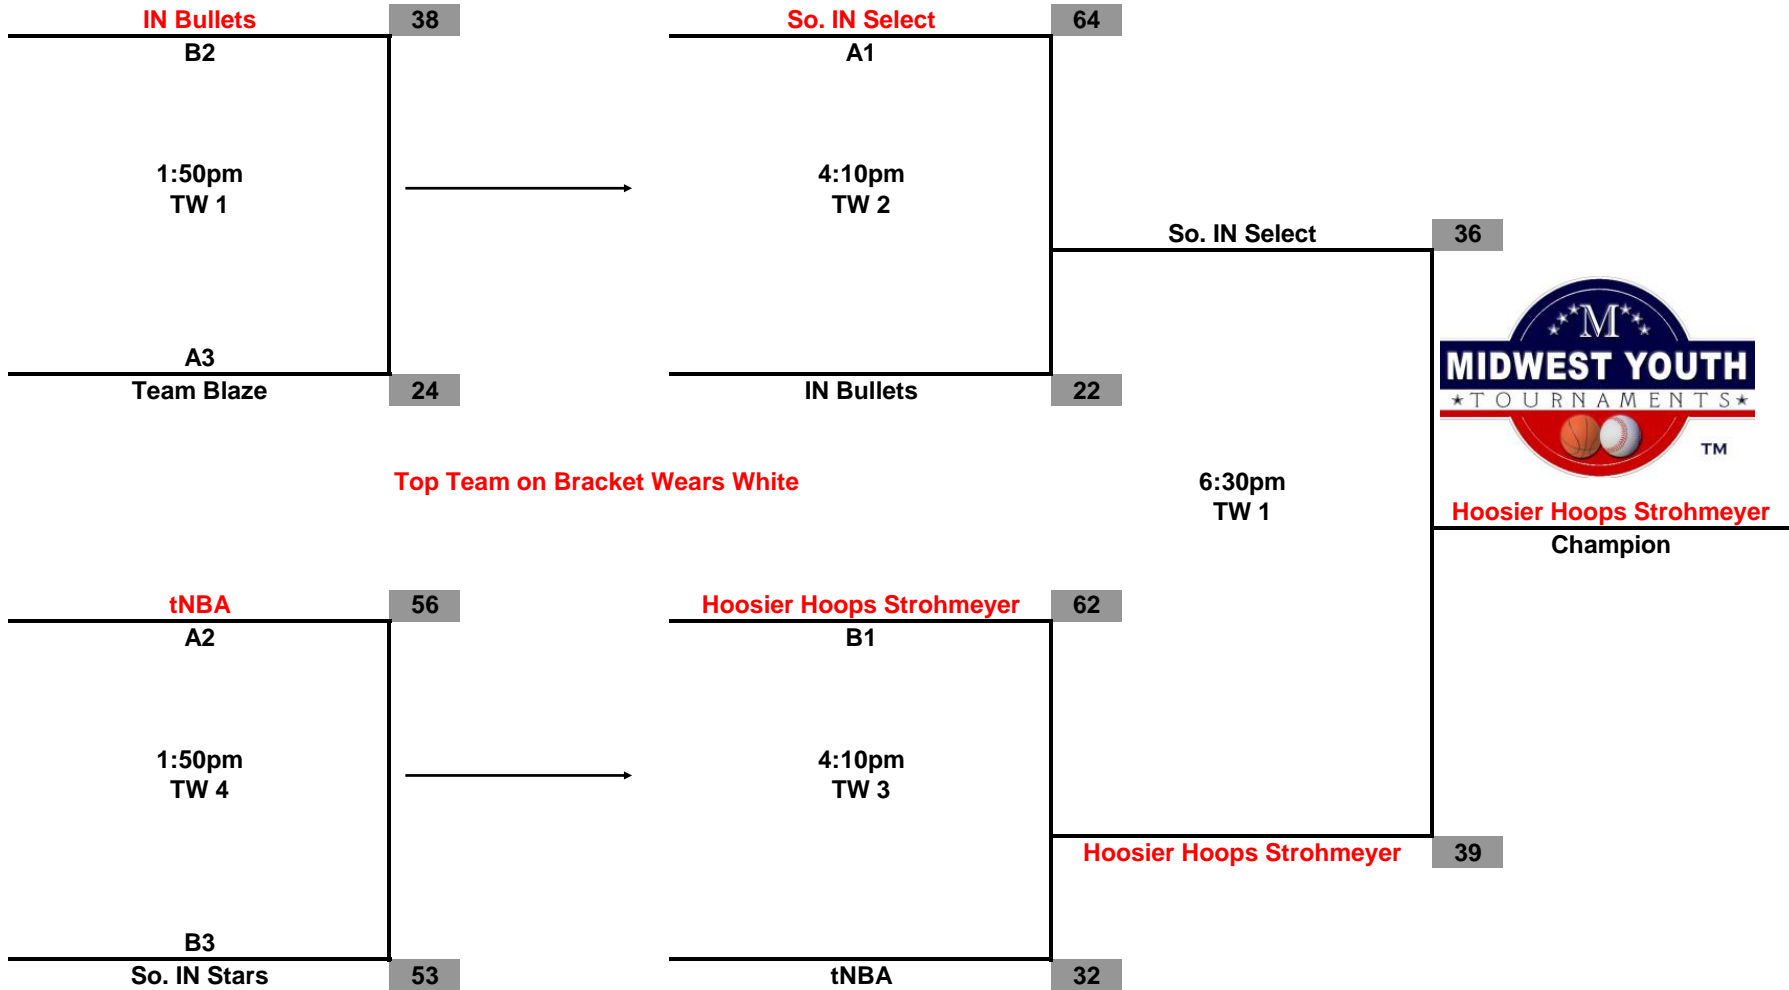 IN Bullets 38
B2
1:50pm
TW 1
A3
Team Blaze 24
So. IN Select 64
A1
4:10pm
TW 2
IN Bullets 22
So. IN Select 36
M
MIDWEST YOUTH
TOURNAMENTS
TM
Top Team on Bracket Wears White
6:30pm
TW 1
Hoosier Hoops Strohmeyer
Champion
tNBA 56
A2
1:50pm
TW 4
B3
So. IN Stars 53
Hoosier Hoops Strohmeyer 62
B1
4:10pm
TW 3
tNBA 32
Hoosier Hoops Strohmeyer 39